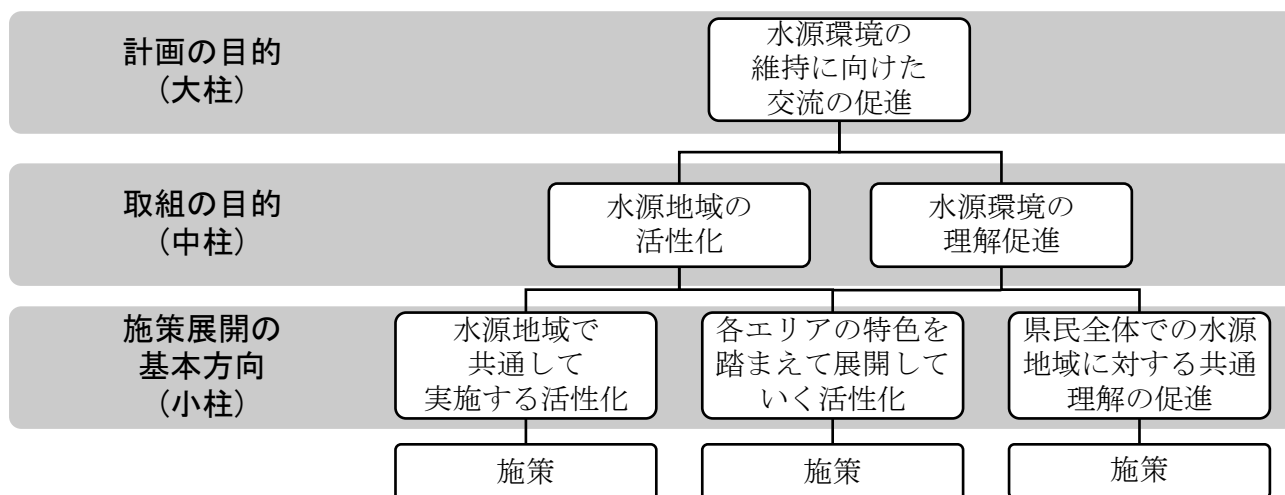 計画の目的
（大柱）
水源環境の
維持に向けた
交流の促進
取組の目的
（中柱）
水源地域の
活性化
水源環境の
理解促進
施策展開の
基本方向
（小柱）
水源地域で
共通して
実施する活性化
各エリアの特色を
踏まえて展開して
いく活性化
県民全体での水源
地域に対する共通
理解の促進
施策
施策
施策